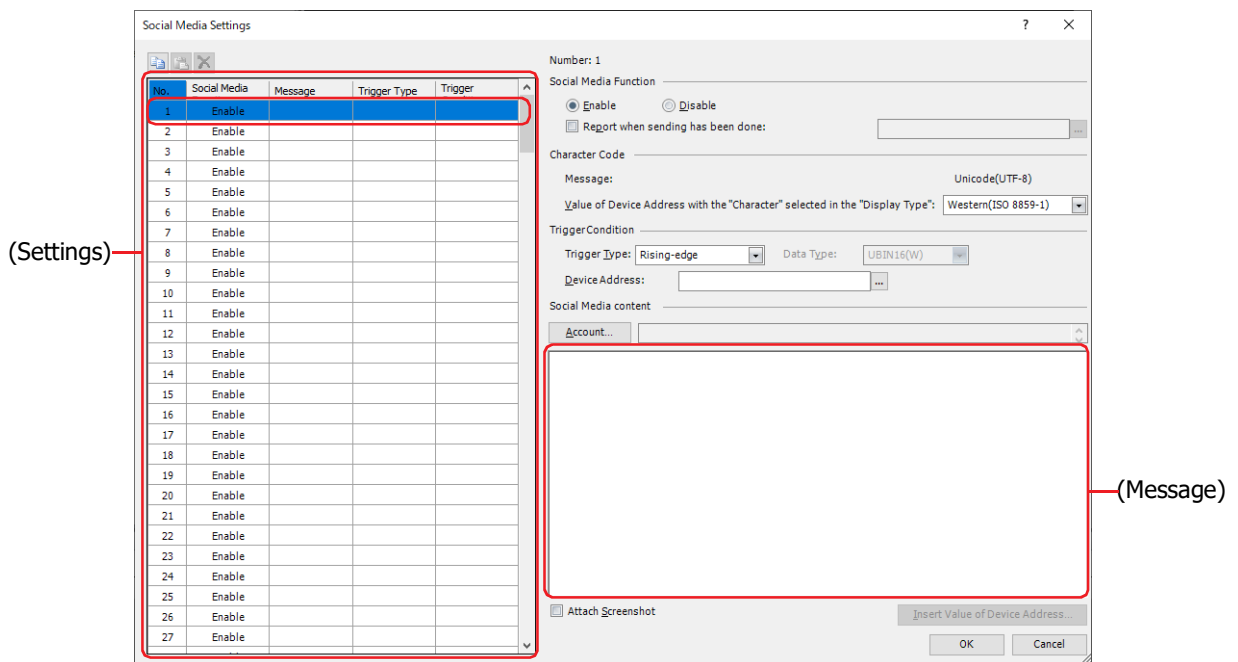 Social Media Settings ?
Number: 1
Social Media Function
Enable Disable
Report when sending has been done: ...
Character Code
Message: Unicode(UTF-8)
Value of Device Address with the "Character" selected in the "Display Type": Western(ISO 8859-1)
TriggerCondition
Trigger Type: Rising-edge Data Type: UBIN16(W)
DeviceAddress: ...
Social Media content
Account...
Attach Screenshot
Insert Value of Device Address...
OK Cancel
No. Social Media Message Trigger Type Trigger
1 Enable
2 Enable
3 Enable
4 Enable
5 Enable
6 Enable
7 Enable
8 Enable
9 Enable
10 Enable
11 Enable
12 Enable
13 Enable
14 Enable
15 Enable
16 Enable
17 Enable
18 Enable
19 Enable
20 Enable
21 Enable
22 Enable
23 Enable
24 Enable
25 Enable
26 Enable
27 Enable
(Settings)
(Message)